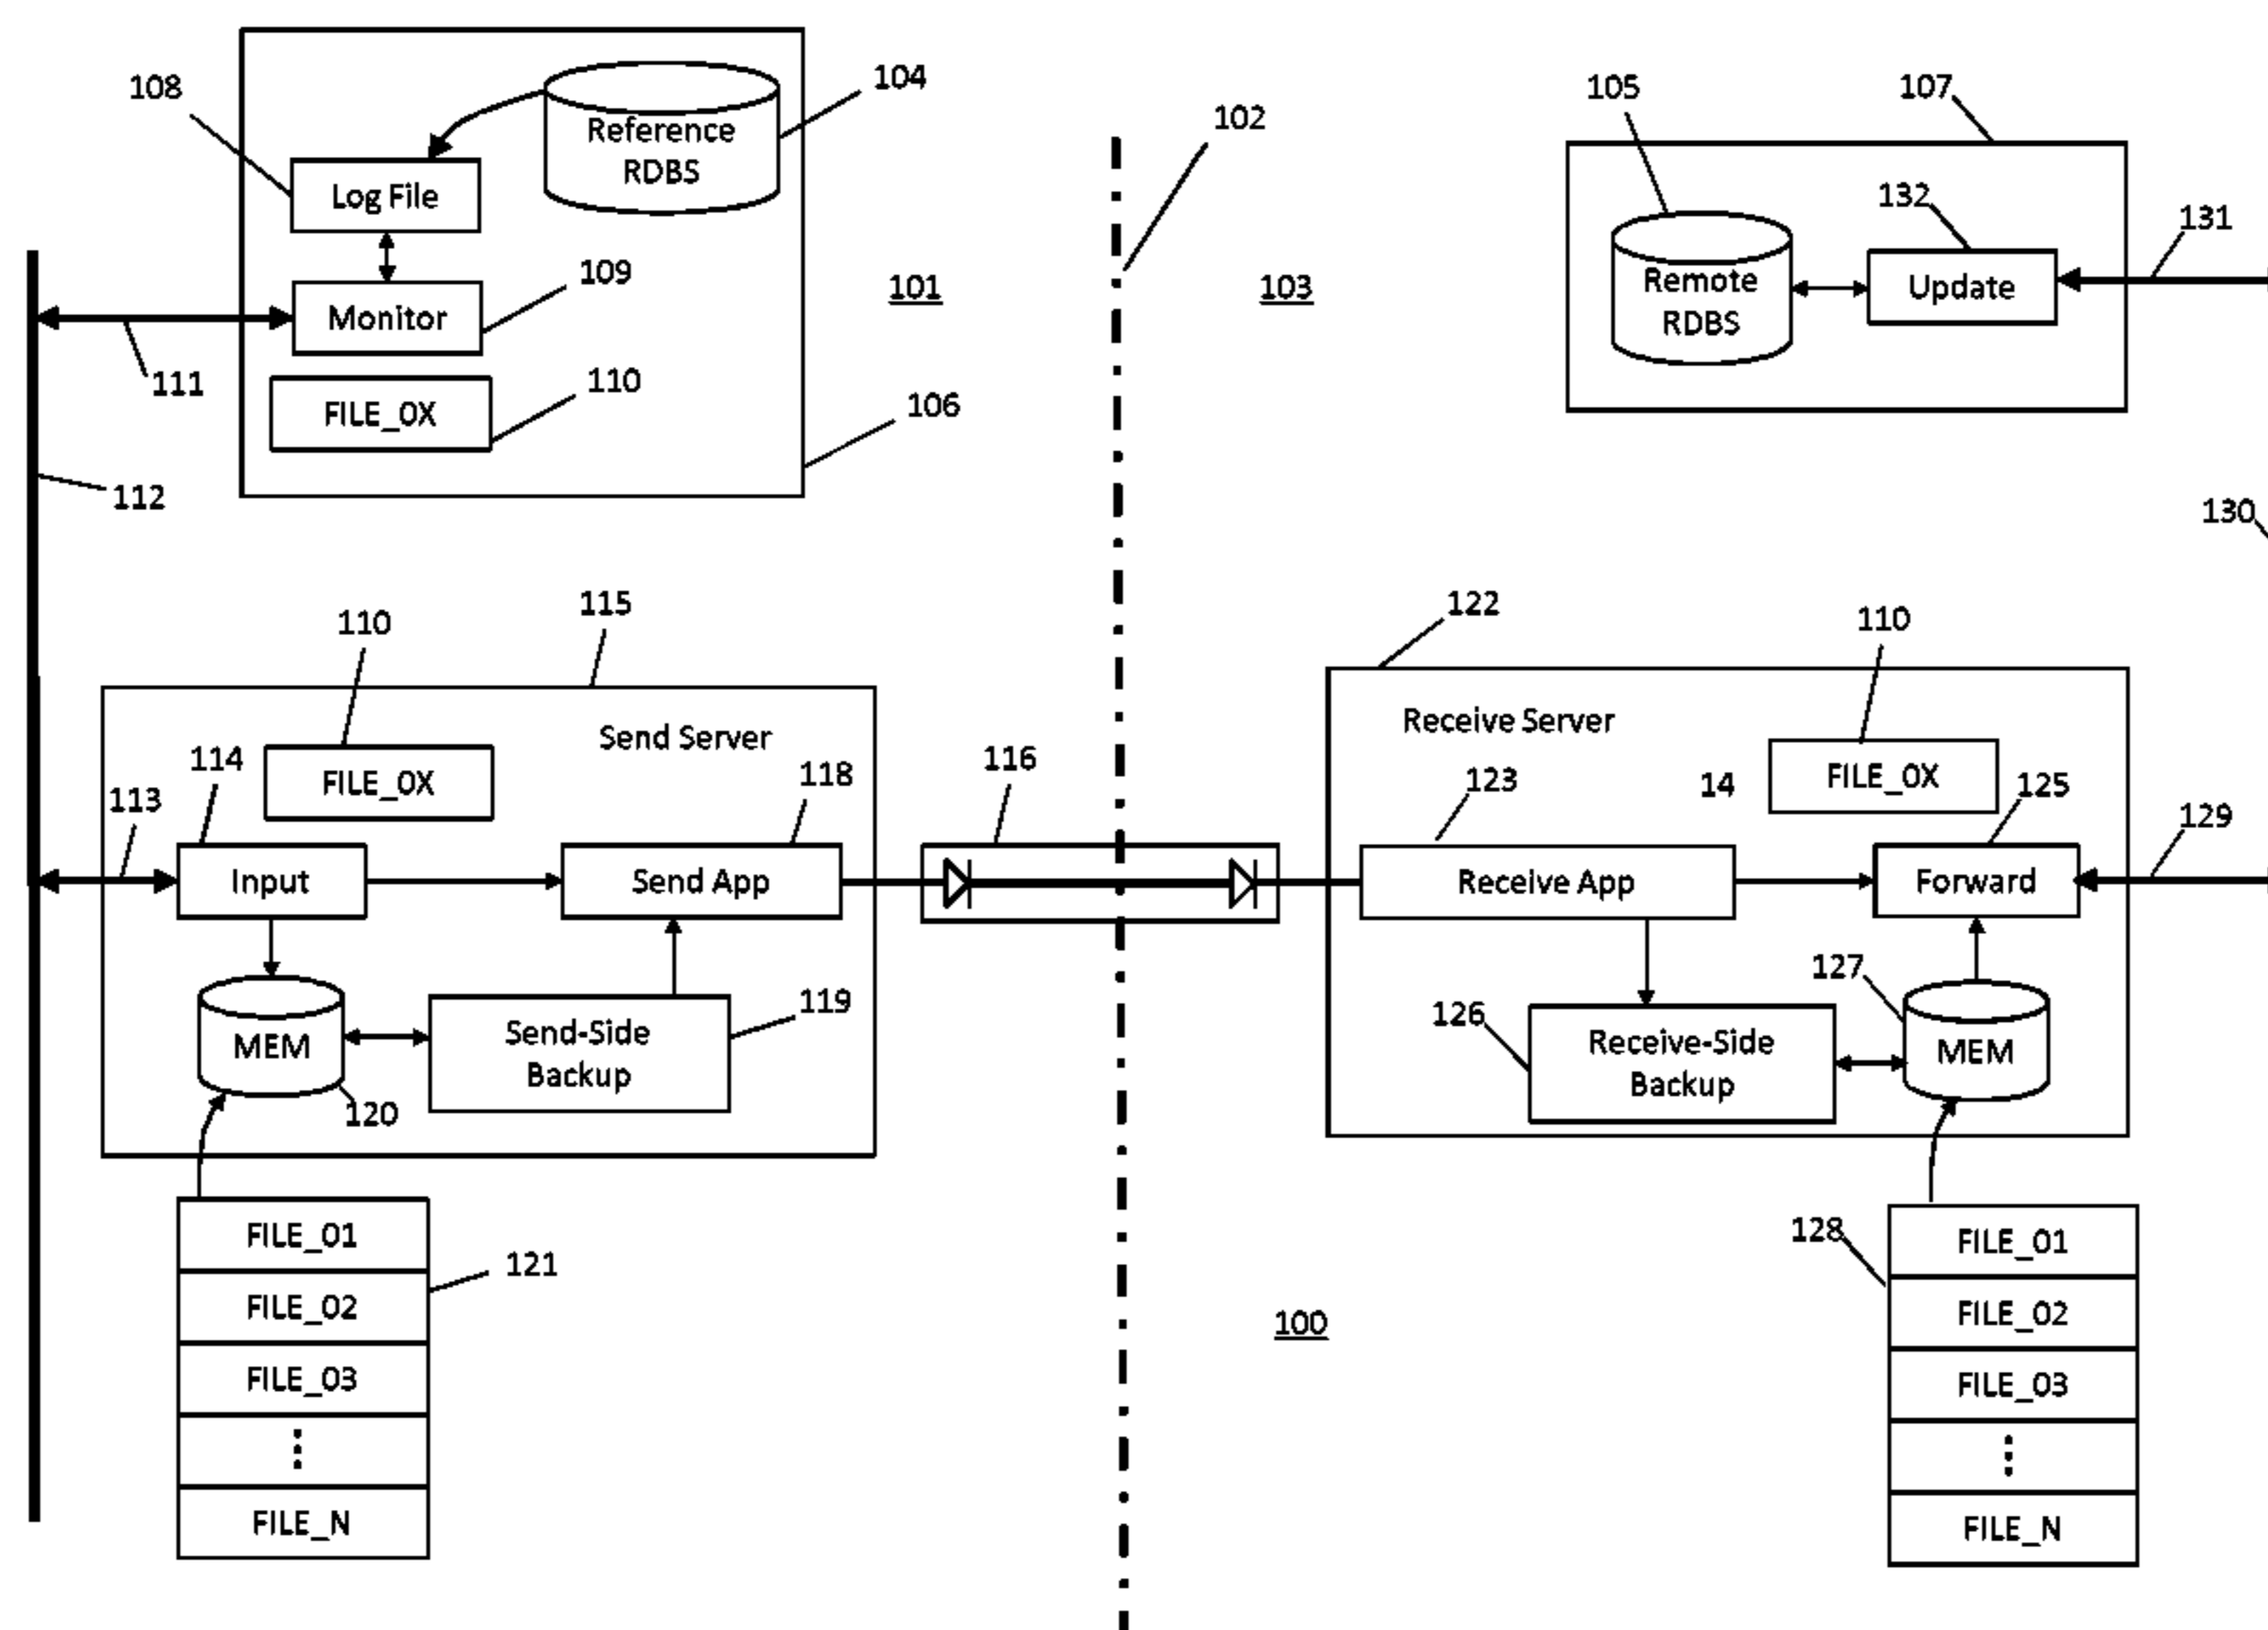 108
104
Reference
RDBS
Log File
109
Monitor
111
110
FILE_0X
106
112
101
102
103
105
107
132
131
Remote
RDBS
Update
130
115
110
Send Server
114
FILE_0X
118
113
Input
Send App
116
MEM
120
Send-Side
Backup
119
FILE_01
FILE_02
FILE_03
⋮
FILE_N
121
122
110
Receive Server
123
14
FILE_0X
125
129
Receive App
Forward
127
126
Receive-Side
Backup
MEM
128
FILE_01
FILE_02
FILE_03
⋮
FILE_N
100